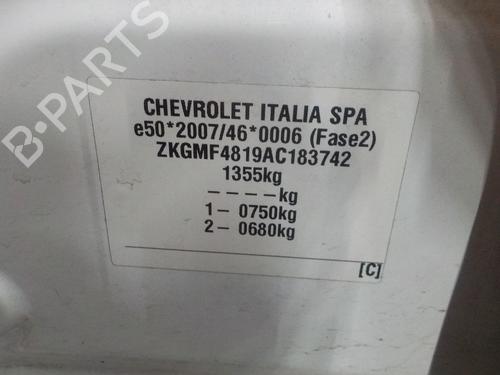 B-PARTS
CHEVROLET ITALIA SPA
e50*2007/46*0006 (Fase2)
ZKGMF4819AC183742
1355kg
----kg
1- 0750kg
2- 0680kg
[C]